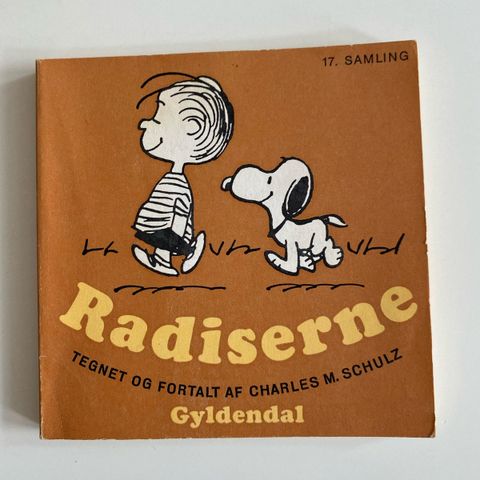 17. SAMLING
Radiserne
TEGNET OG FORTALT AF CHARLES M. SCHULZ
Gyldendal